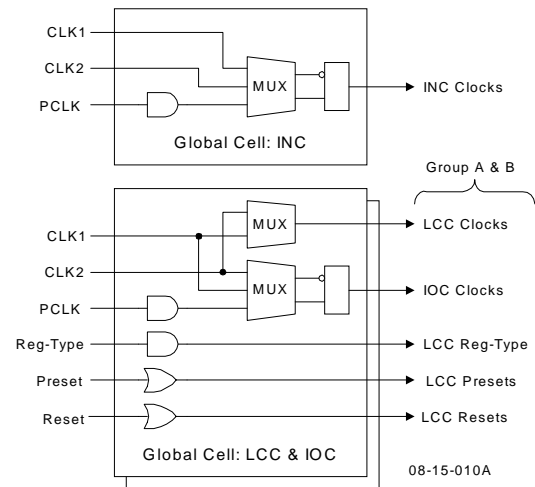 CLK1
CLK2
PCLK
MUX
INC Clocks
Global Cell: INC
Group A & B
MUX
LCC Clocks
CLK1
CLK2
MUX
IOC Clocks
PCLK
Reg-Type
LCC Reg-Type
Preset
LCC Presets
Reset
LCC Resets
Global Cell: LCC & IOC
08-15-010A